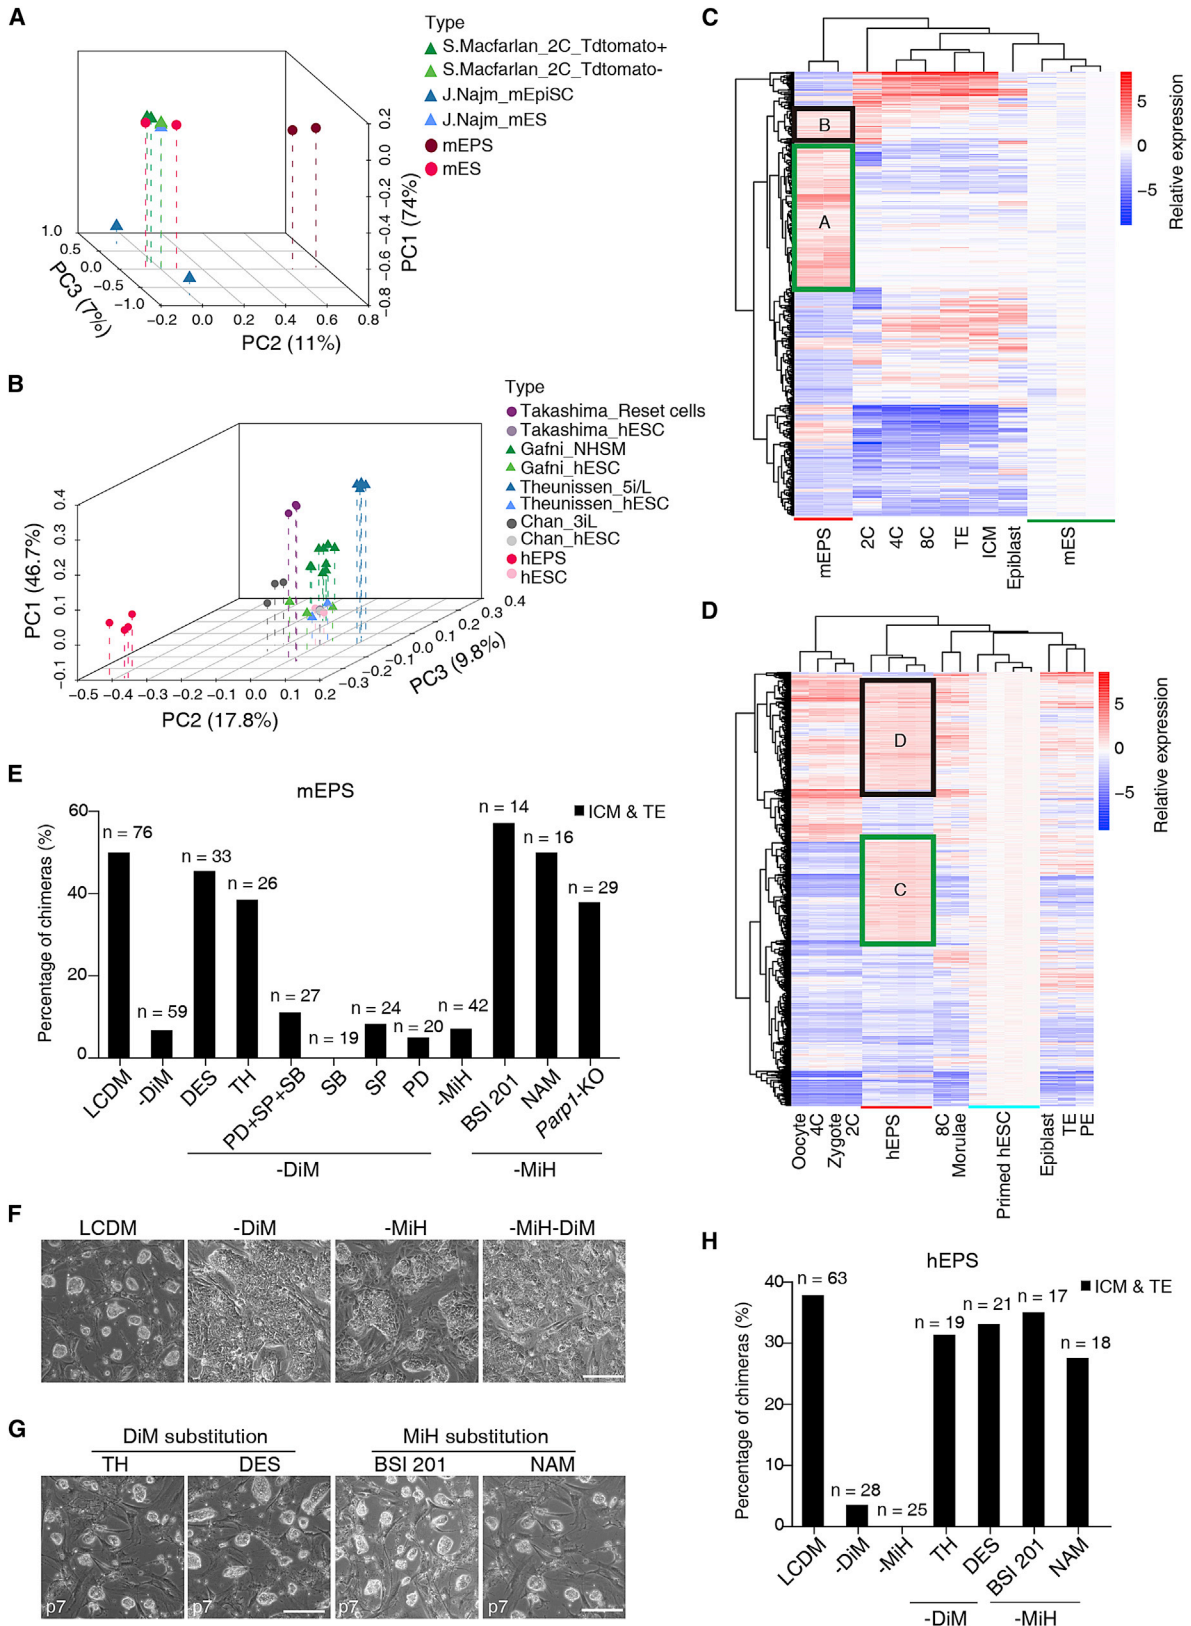 A
Type
S.Macfarlan_2C_Tdtomato+
S.Macfarlan_2C_Tdtomato-
J.Najm_mEpiSC
J.Najm_mES
mEPS
mES
0.2
0.0
−0.2
−0.4
−0.6
−0.8
PC1 (74%)
1.0
0.5
0.0
−0.5
−1.0
PC3 (7%)
−0.2
0.0
0.2
0.4
0.6
0.8
PC2 (11%)
B
Type
Takashima_Reset cells
Takashima_hESC
Gafni_NHSM
Gafni_hESC
Theunissen_5i/L
Theunissen_hESC
Chan_3iL
Chan_hESC
hEPS
hESC
0.4
0.3
0.2
0.1
0.0
−0.1
PC1 (46.7%)
−0.5
−0.4
−0.3
−0.2
−0.1
0.0
0.1
0.2
PC2 (17.8%)
−0.3
−0.2
−0.1
0.0
0.1
0.2
0.3
0.4
PC3 (9.8%)
C
B
A
5
0
−5
Relative expression
mEPS
2C
4C
8C
TE
ICM
Epiblast
mES
D
D
C
5
0
−5
Relative expression
Oocyte
4C
Zygote
2C
hEPS
8C
Morulae
Primed hESC
Epiblast
TE
PE
E
mEPS
ICM & TE
Percentage of chimeras (%)
60
40
20
0
n = 76
n = 59
n = 33
n = 26
n = 27
n = 19
n = 24
n = 20
n = 42
n = 14
n = 16
n = 29
LCDM
-DiM
DES
TH
PD+SP+SB
SB
SP
PD
-MiH
BSI 201
NAM
Parp1-KO
-DiM
-MiH
F
LCDM
-DiM
-MiH
-MiH-DiM
G
DiM substitution
MiH substitution
TH
DES
BSI 201
NAM
p7
p7
p7
p7
H
hEPS
ICM & TE
Percentage of chimeras (%)
40
30
20
10
0
n = 63
n = 28
n = 25
n = 19
n = 21
n = 17
n = 18
LCDM
-DiM
-MiH
TH
DES
BSI 201
NAM
-DiM
-MiH